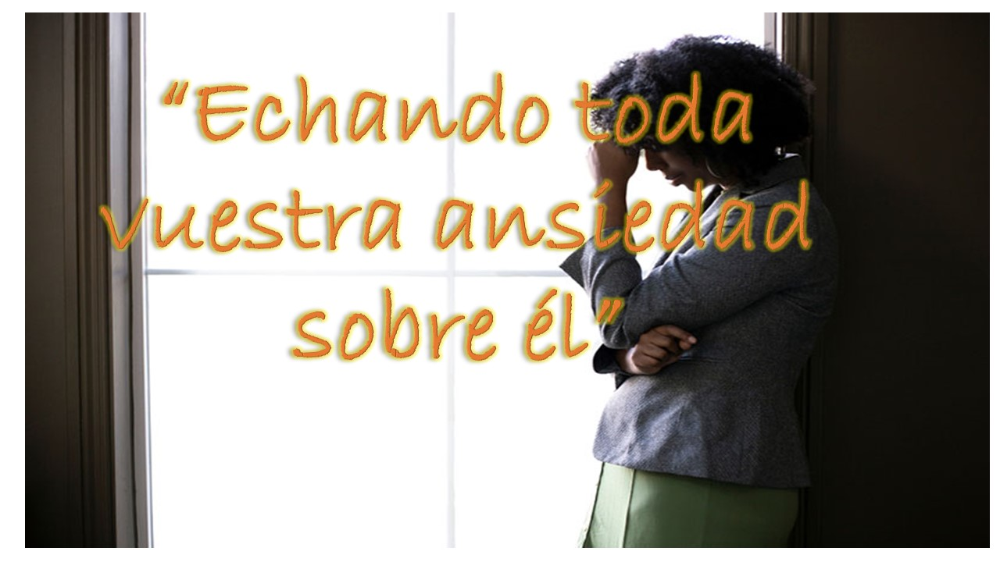 “Echando toda
vuestra ansiedad
sobre él”